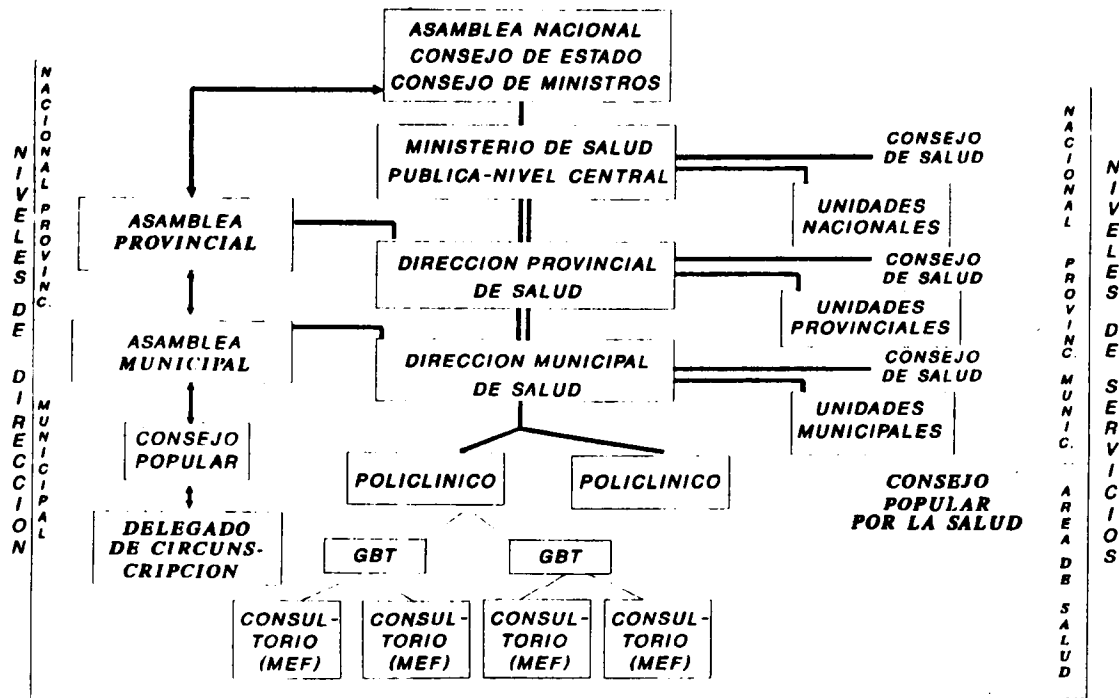 ASAMBLEA NACIONAL
CONSEJO DE ESTADO
CONSEJO DE MINISTROS
MINISTERIO DE SALUD
PUBLICA-NIVEL CENTRAL
CONSEJO
DE SALUD
UNIDADES
NACIONALES
ASAMBLEA
PROVINCIAL
DIRECCION PROVINCIAL
DE SALUD
CONSEJO
DE SALUD
UNIDADES
PROVINCIALES
ASAMBLEA
MUNICIPAL
DIRECCION MUNICIPAL
DE SALUD
CONSEJO
DE SALUD
UNIDADES
MUNICIPALES
CONSEJO
POPULAR
POLICLINICO
POLICLINICO
CONSEJO
POPULAR
POR LA SALUD
DELEGADO
DE CIRCUNS-
CRIPCION
GBT
GBT
CONSUL-
TORIO
(MEF)
CONSUL-
TORIO
(MEF)
CONSUL-
TORIO
(MEF)
CONSUL-
TORIO
(MEF)
NIVELES DE DIRECCION
NACIONAL PROVINC. MUNICIPAL
NACIONAL PROVINC. MUNIC. AREA DE SALUD
NIVELES DE SERVICIOS